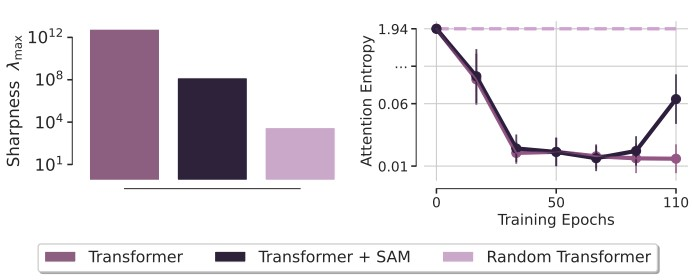 Sharpness λmax
10^12
10^8
10^4
10^1
Attention Entropy
1.94
...
0.06
0.01
0 50 110
Training Epochs
Transformer Transformer + SAM Random Transformer